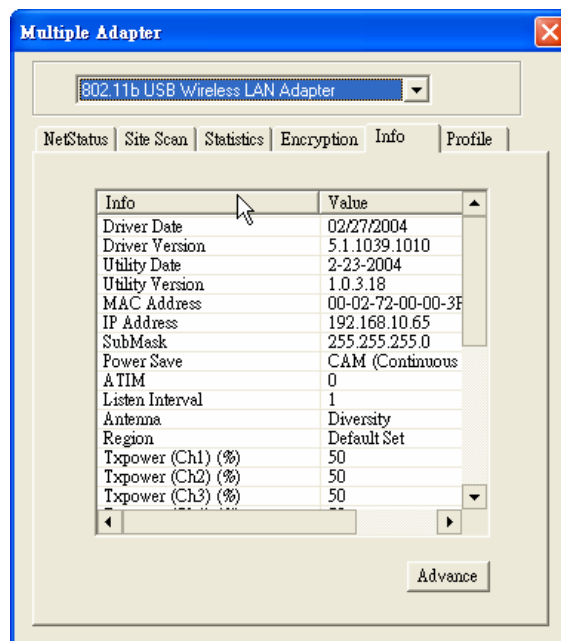 Multiple Adapter
802.11b USB Wireless LAN Adapter
NetStatus Site Scan Statistics Encryption Info Profile
Info Value
Driver Date 02/27/2004
Driver Version 5.1.1039.1010
Utility Date 2-23-2004
Utility Version 1.0.3.18
MAC Address 00-02-72-00-00-3F
IP Address 192.168.10.65
SubMask 255.255.255.0
Power Save CAM (Continuous
ATIM 0
Listen Interval 1
Antenna Diversity
Region Default Set
Txpower (Ch1) (%) 50
Txpower (Ch2) (%) 50
Txpower (Ch3) (%) 50
Advance